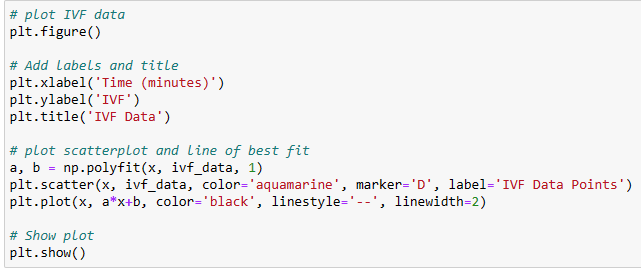 # plot IVF data
plt.figure()
# Add labels and title
plt.xlabel('Time (minutes)')
plt.ylabel('IVF')
plt.title('IVF Data')
# plot scatterplot and line of best fit
a, b = np.polyfit(x, ivf_data, 1)
plt.scatter(x, ivf_data, color='aquamarine', marker='D', label='IVF Data Points')
plt.plot(x, a*x+b, color='black', linestyle='--', linewidth=2)
# Show plot
plt.show()